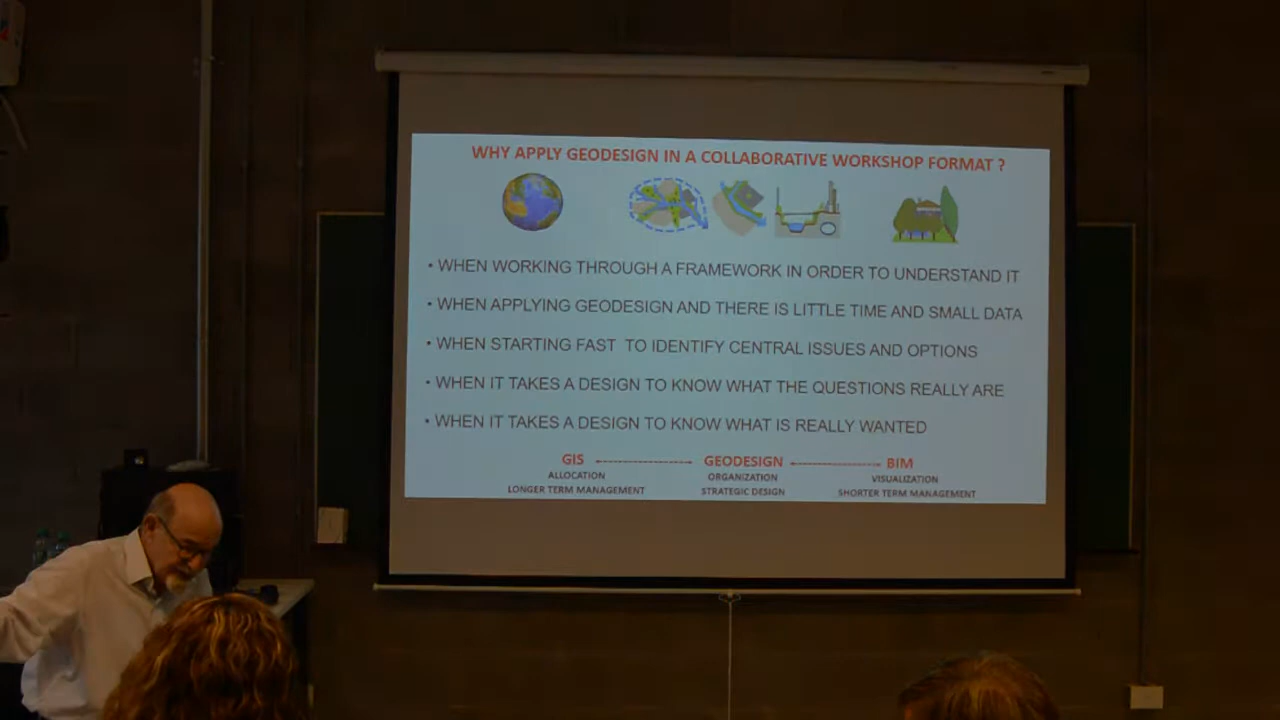 WHY APPLY GEODESIGN IN A COLLABORATIVE WORKSHOP FORMAT ?
• WHEN WORKING THROUGH A FRAMEWORK IN ORDER TO UNDERSTAND IT
• WHEN APPLYING GEODESIGN AND THERE IS LITTLE TIME AND SMALL DATA
• WHEN STARTING FAST TO IDENTIFY CENTRAL ISSUES AND OPTIONS
• WHEN IT TAKES A DESIGN TO KNOW WHAT THE QUESTIONS REALLY ARE
• WHEN IT TAKES A DESIGN TO KNOW WHAT IS REALLY WANTED
GIS GEODESIGN BIM
ALLOCATION ORGANIZATION VISUALIZATION
LONGER TERM MANAGEMENT STRATEGIC DESIGN SHORTER TERM MANAGEMENT